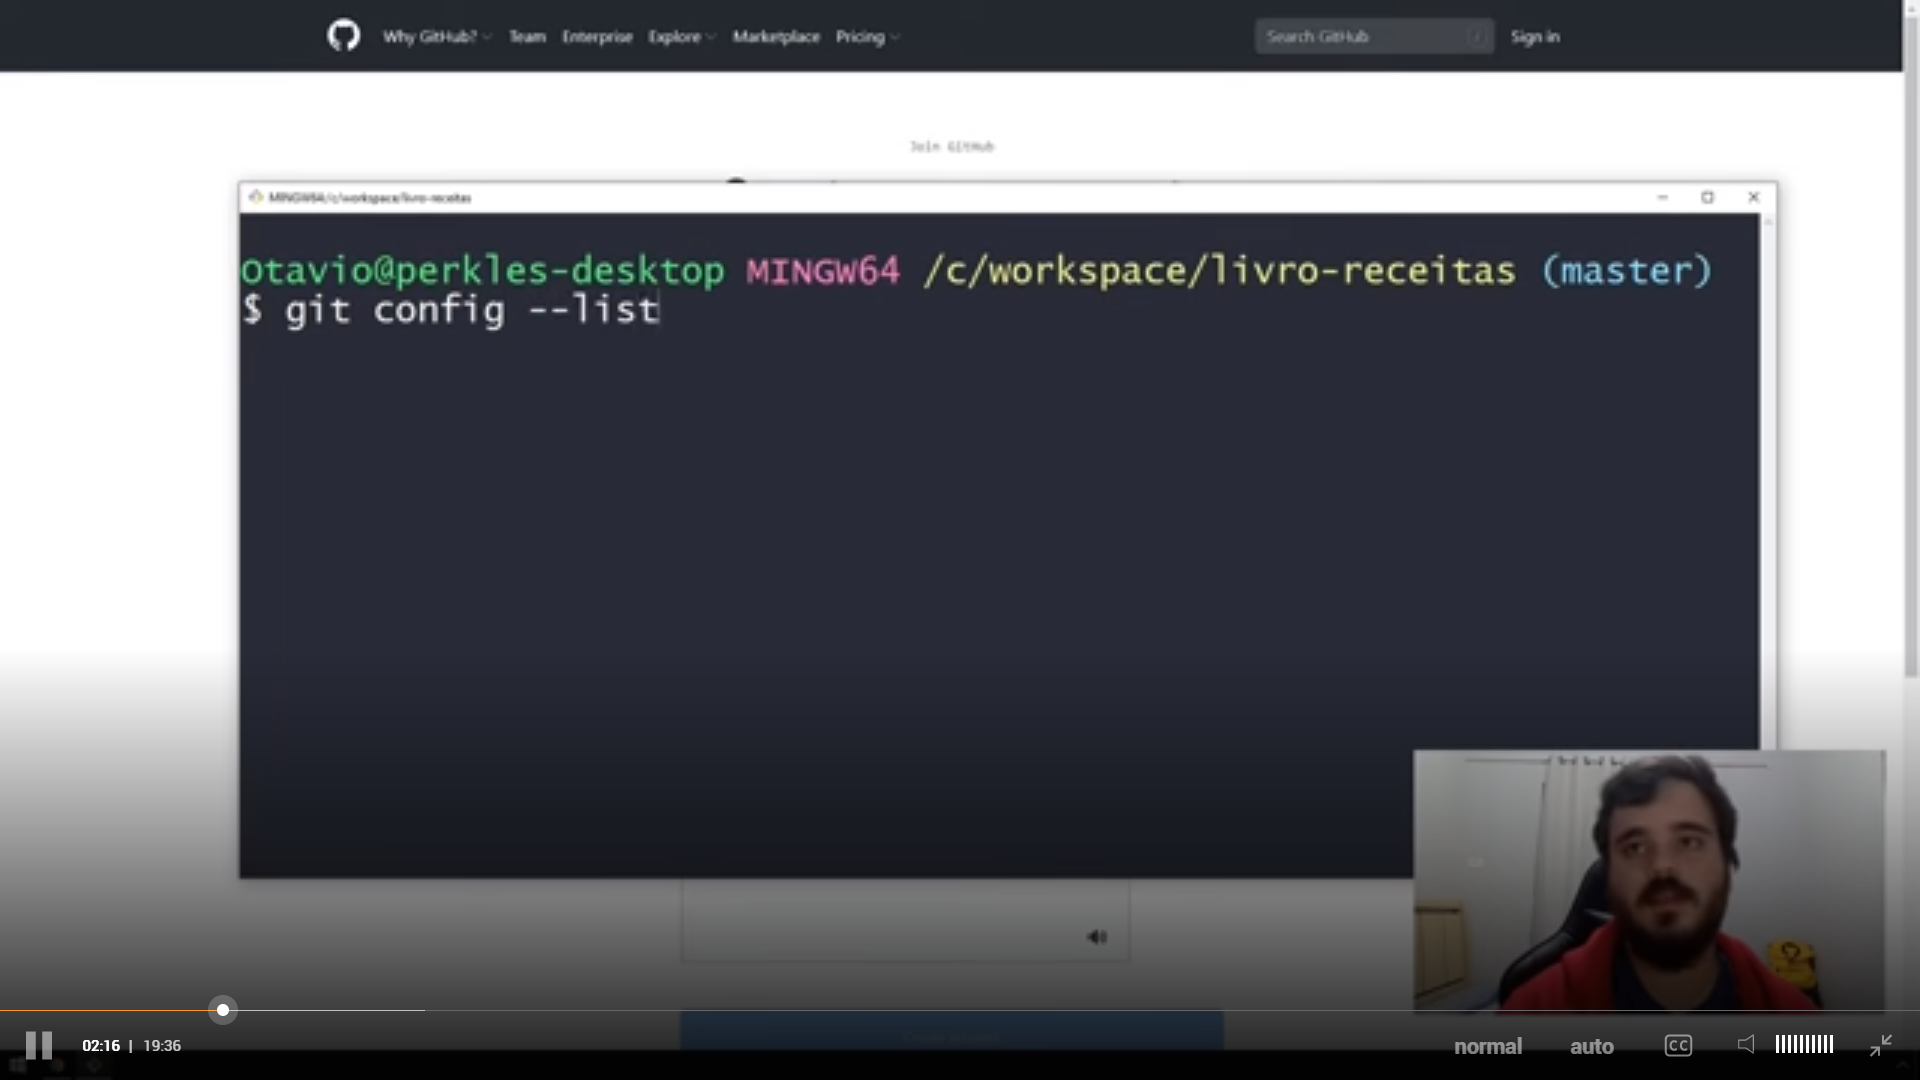 Why GitHub? Team Enterprise Explore Marketplace Pricing
Search GitHub / Sign in
Join GitHub
MINGW64:/c/workspace/livro-receitas
Otavio@perkles-desktop MINGW64 /c/workspace/livro-receitas (master)
$ git config --list
02:16 | 19:36
normal auto CC